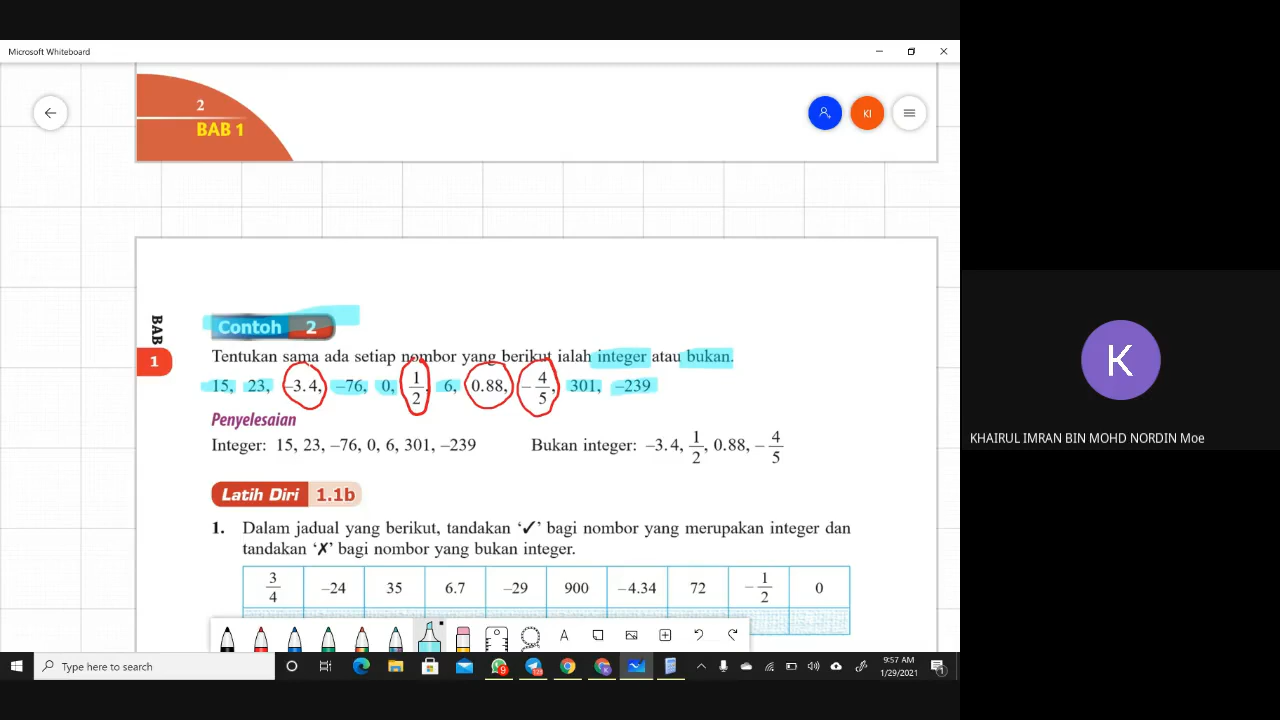 Microsoft Whiteboard
2
BAB 1
KI
BAB
1
Contoh 2
Tentukan sama ada setiap nombor yang berikut ialah integer atau bukan.
15, 23, –3.4, –76, 0, 1/2, 6, 0.88, –4/5, 301, –239
Penyelesaian
Integer: 15, 23, –76, 0, 6, 301, –239
Bukan integer: –3.4, 1/2, 0.88, –4/5
Latih Diri 1.1b
1. Dalam jadual yang berikut, tandakan ‘✓’ bagi nombor yang merupakan integer dan
tandakan ‘✗’ bagi nombor yang bukan integer.
3/4 –24 35 6.7 –29 900 –4.34 72 –1/2 0
A
Type here to search
9:57 AM
1/29/2021
K
KHAIRUL IMRAN BIN MOHD NORDIN Moe